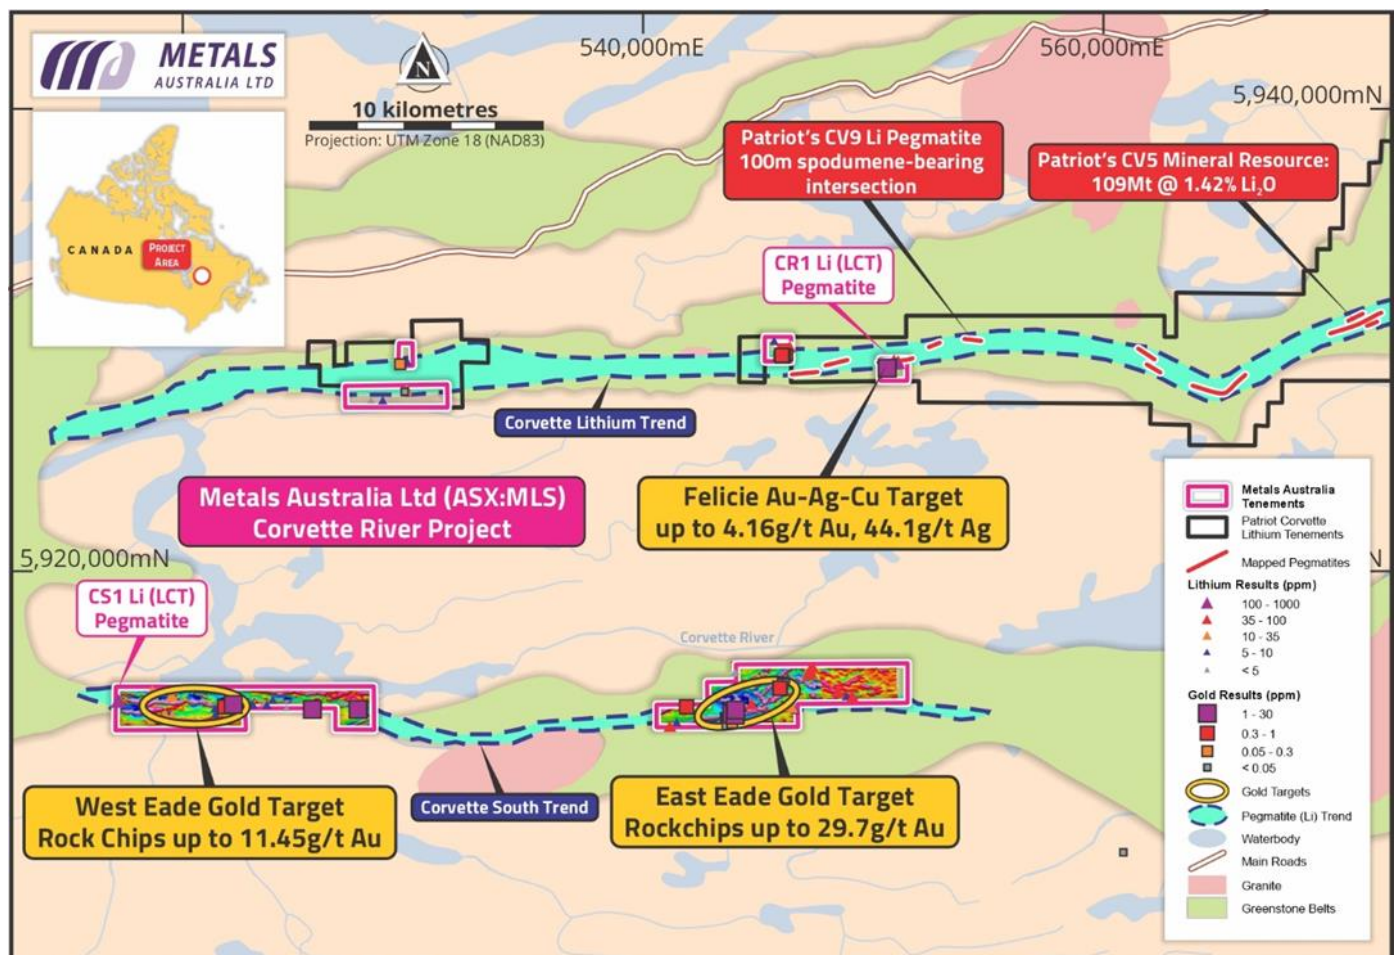 METALS
AUSTRALIA LTD
N
10 kilometres
Projection: UTM Zone 18 (NAD83)
540,000mE
560,000mE
5,940,000mN
CANADA
PROJECT
AREA
Patriot's CV9 Li Pegmatite
100m spodumene-bearing
intersection
Patriot's CV5 Mineral Resource:
109Mt @ 1.42% Li₂O
CR1 Li (LCT)
Pegmatite
Corvette Lithium Trend
Metals Australia Ltd (ASX:MLS)
Corvette River Project
Felicie Au-Ag-Cu Target
up to 4.16g/t Au, 44.1g/t Ag
5,920,000mN
N
CS1 Li (LCT)
Pegmatite
Corvette River
West Eade Gold Target
Rock Chips up to 11.45g/t Au
Corvette South Trend
East Eade Gold Target
Rockchips up to 29.7g/t Au
Metals Australia
Tenements
Patriot Corvette
Lithium Tenements
Mapped Pegmatites
Lithium Results (ppm)
100 - 1000
35 - 100
10 - 35
5 - 10
< 5
Gold Results (ppm)
1 - 30
0.3 - 1
0.05 - 0.3
< 0.05
Gold Targets
Pegmatite (Li) Trend
Waterbody
Main Roads
Granite
Greenstone Belts